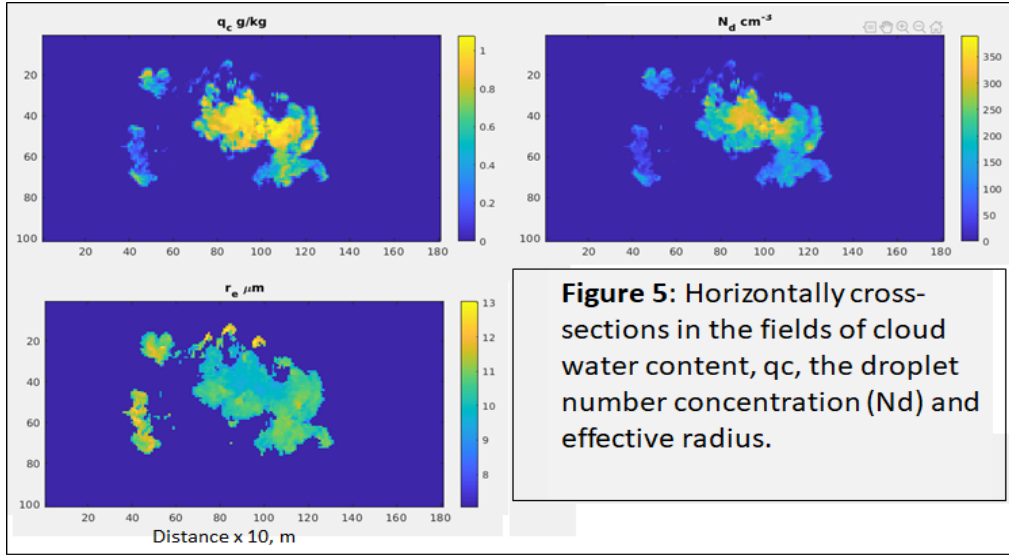 q_c g/kg
20
40
60
80
100
20 40 60 80 100 120 140 160 180
1
0.8
0.6
0.4
0.2
0
N_d cm⁻³
20
40
60
80
100
20 40 60 80 100 120 140 160 180
350
300
250
200
150
100
50
0
r_e μm
20
40
60
80
100
20 40 60 80 100 120 140 160 180
Distance x 10, m
13
12
11
10
9
8
Figure 5: Horizontally cross-
sections in the fields of cloud
water content, qc, the droplet
number concentration (Nd) and
effective radius.